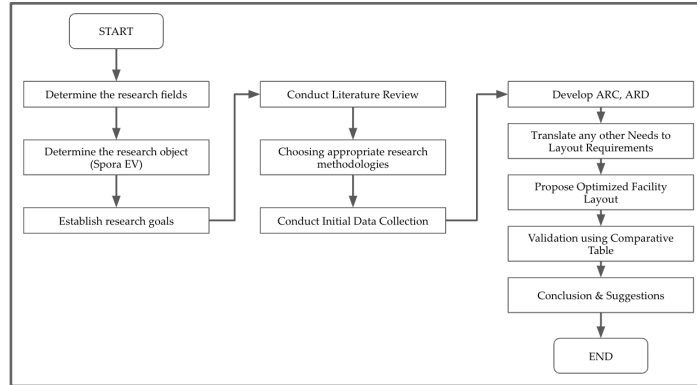 START
Determine the research fields
Determine the research object
(Spora EV)
Establish research goals
Conduct Literature Review
Choosing appropriate research
methodologies
Conduct Initial Data Collection
Develop ARC, ARD
Translate any other Needs to
Layout Requirements
Propose Optimized Facility
Layout
Validation using Comparative
Table
Conclusion & Suggestions
END